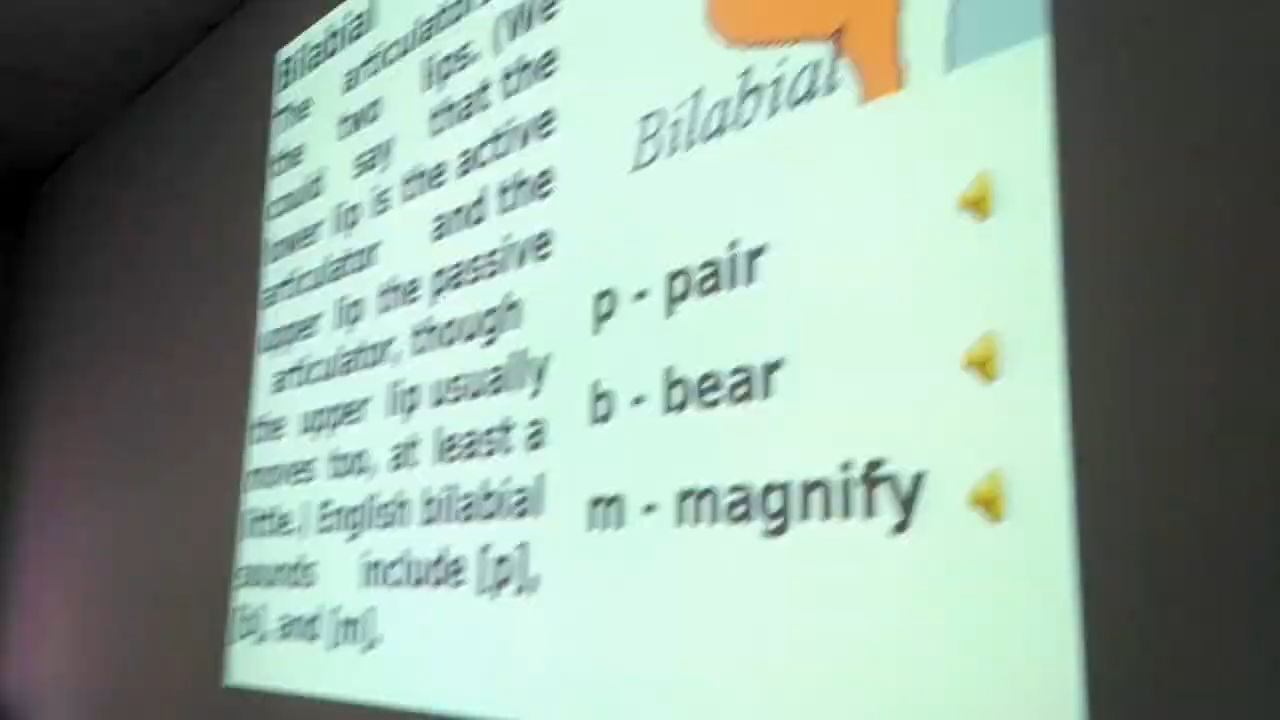 Bilabial
The articulators
the two lips. (We
could say that the
lower lip is the active
articulator and the
upper lip the passive
articulator, though
the upper lip usually
moves too, at least a
little.) English bilabial
sounds include [p],
[b], and [m].
Bilabial
p - pair
b - bear
m - magnify